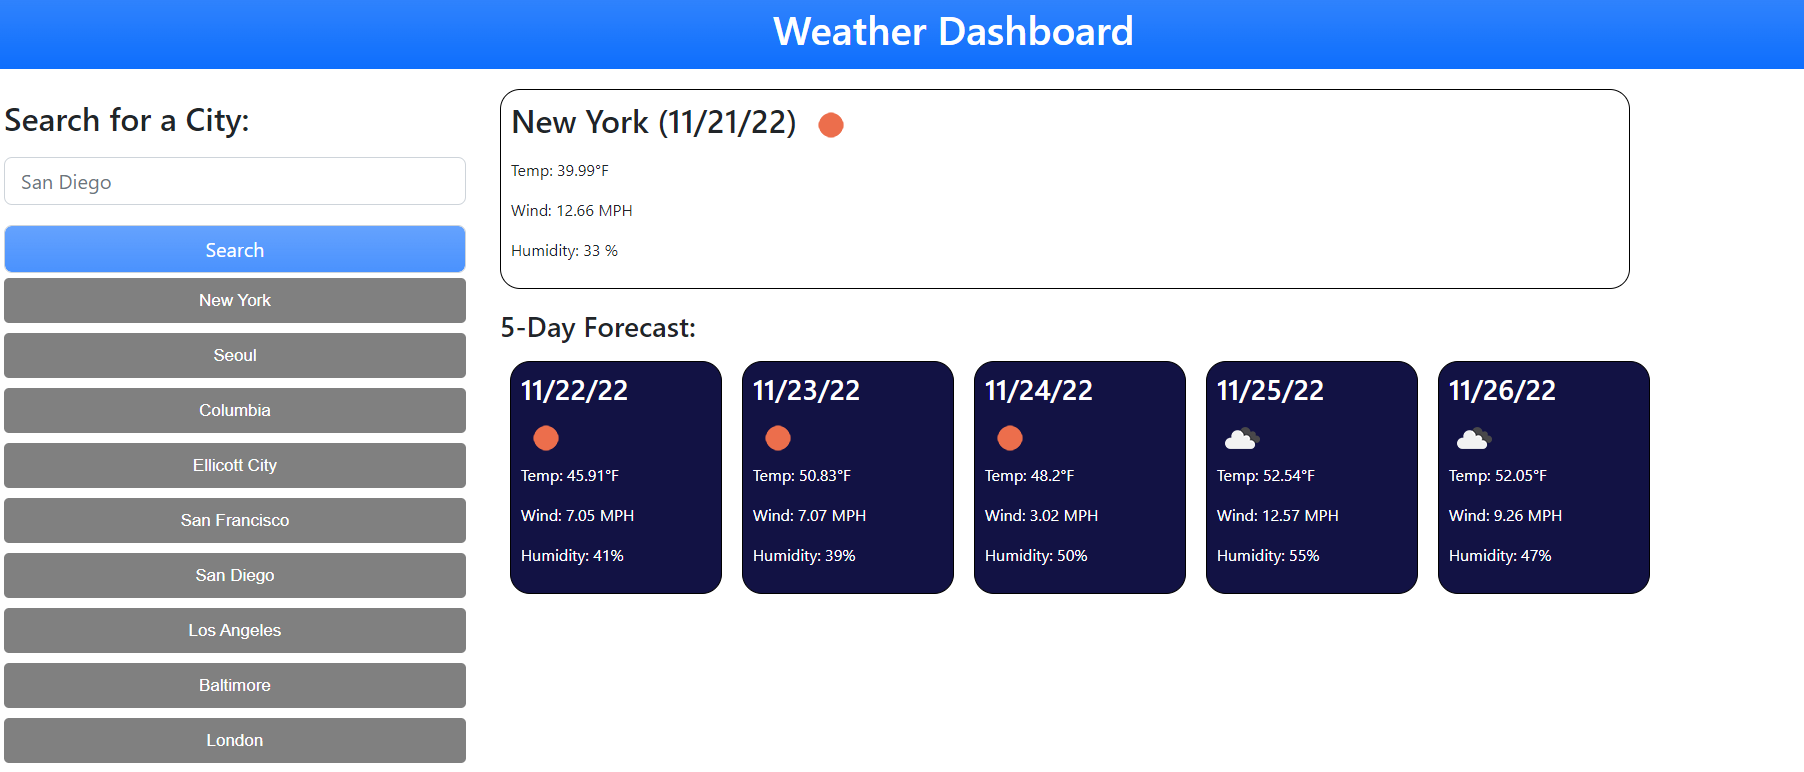 Weather Dashboard
Search for a City:
San Diego
Search
New York
Seoul
Columbia
Ellicott City
San Francisco
San Diego
Los Angeles
Baltimore
London
New York (11/21/22)
Temp: 39.99°F
Wind: 12.66 MPH
Humidity: 33 %
5-Day Forecast:
11/22/22
Temp: 45.91°F
Wind: 7.05 MPH
Humidity: 41%
11/23/22
Temp: 50.83°F
Wind: 7.07 MPH
Humidity: 39%
11/24/22
Temp: 48.2°F
Wind: 3.02 MPH
Humidity: 50%
11/25/22
Temp: 52.54°F
Wind: 12.57 MPH
Humidity: 55%
11/26/22
Temp: 52.05°F
Wind: 9.26 MPH
Humidity: 47%